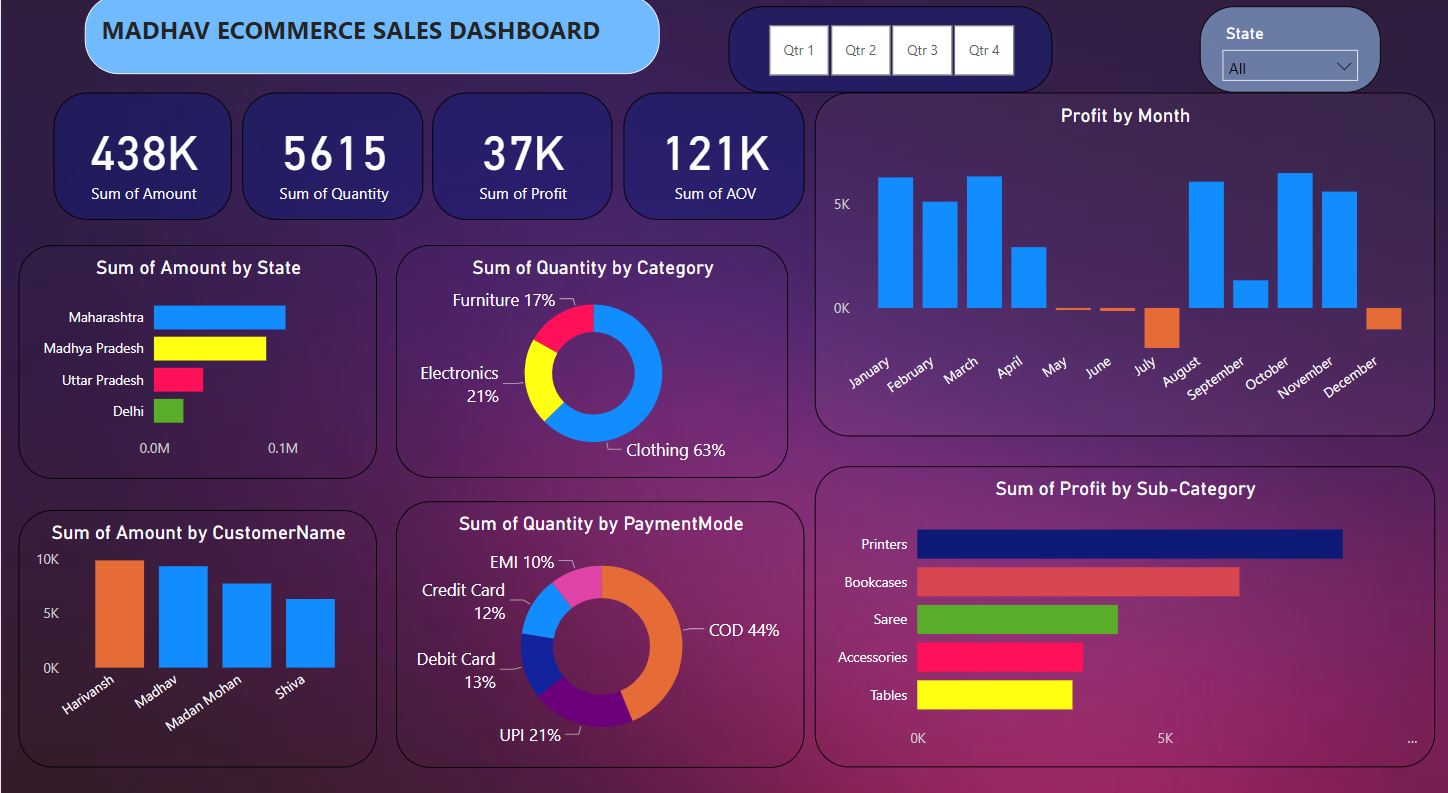 MADHAV ECOMMERCE SALES DASHBOARD
Qtr 1 Qtr 2 Qtr 3 Qtr 4
State
All
438K
Sum of Amount
5615
Sum of Quantity
37K
Sum of Profit
121K
Sum of AOV
Profit by Month
5K
0K
January February March April May June July August September October November December
Sum of Amount by State
Maharashtra
Madhya Pradesh
Uttar Pradesh
Delhi
0.0M 0.1M
Sum of Quantity by Category
Furniture 17%
Electronics
21%
Clothing 63%
Sum of Amount by CustomerName
10K
5K
0K
Harivansh Madhav Madan Mohan Shiva
Sum of Quantity by PaymentMode
EMI 10%
Credit Card
12%
COD 44%
Debit Card
13%
UPI 21%
Sum of Profit by Sub-Category
Printers
Bookcases
Saree
Accessories
Tables
0K 5K ...